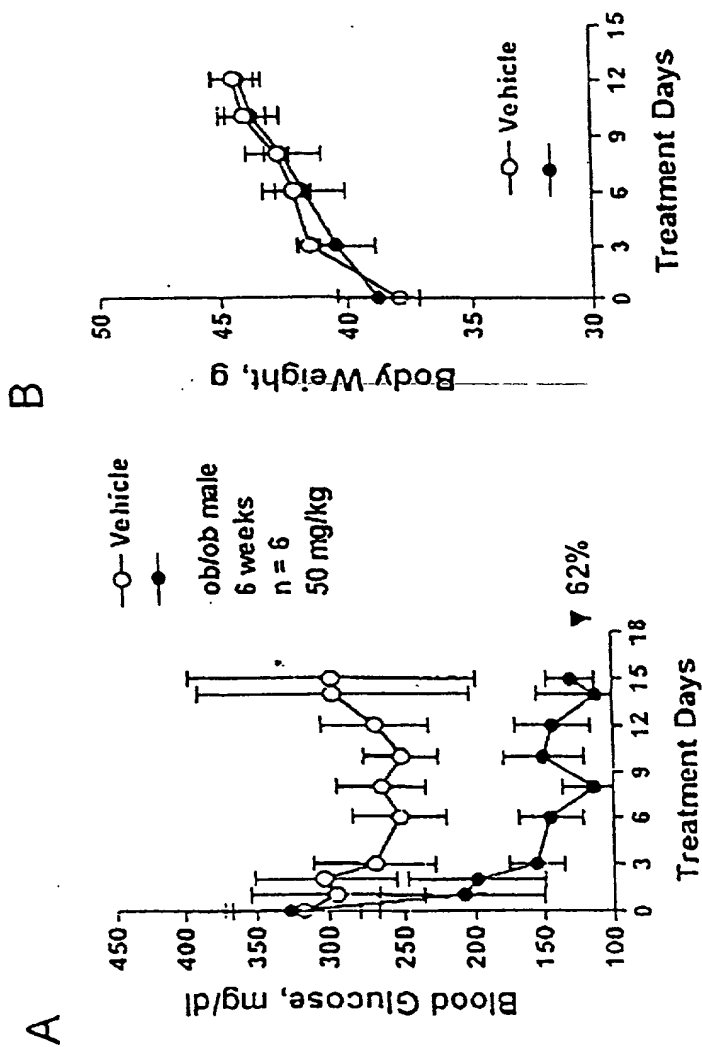 A
Blood Glucose, mg/dl
450
400
350
300
250
200
150
100
0
3
6
9
12
15
18
Treatment Days
Vehicle
ob/ob male
6 weeks
n = 6
50 mg/kg
▼ 62%
B
Body Weight, g
50
45
40
35
30
0
3
6
9
12
15
Treatment Days
Vehicle